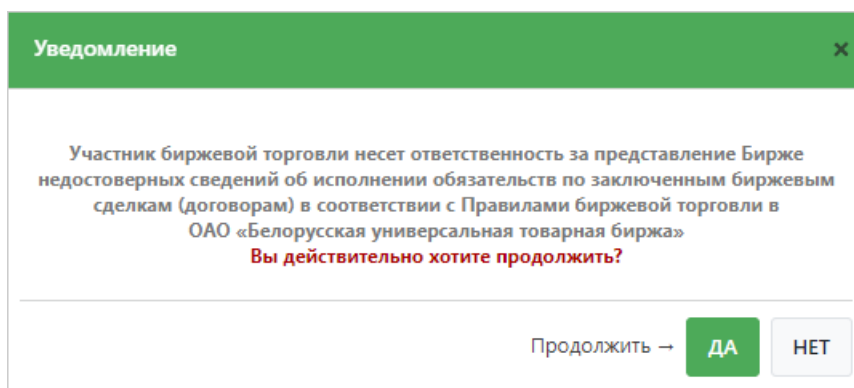 Уведомление ×
Участник биржевой торговли несет ответственность за представление Бирже
недостоверных сведений об исполнении обязательств по заключенным биржевым
сделкам (договорам) в соответствии с Правилами биржевой торговли в
ОАО «Белорусская универсальная товарная биржа»
Вы действительно хотите продолжить?
Продолжить → ДА НЕТ